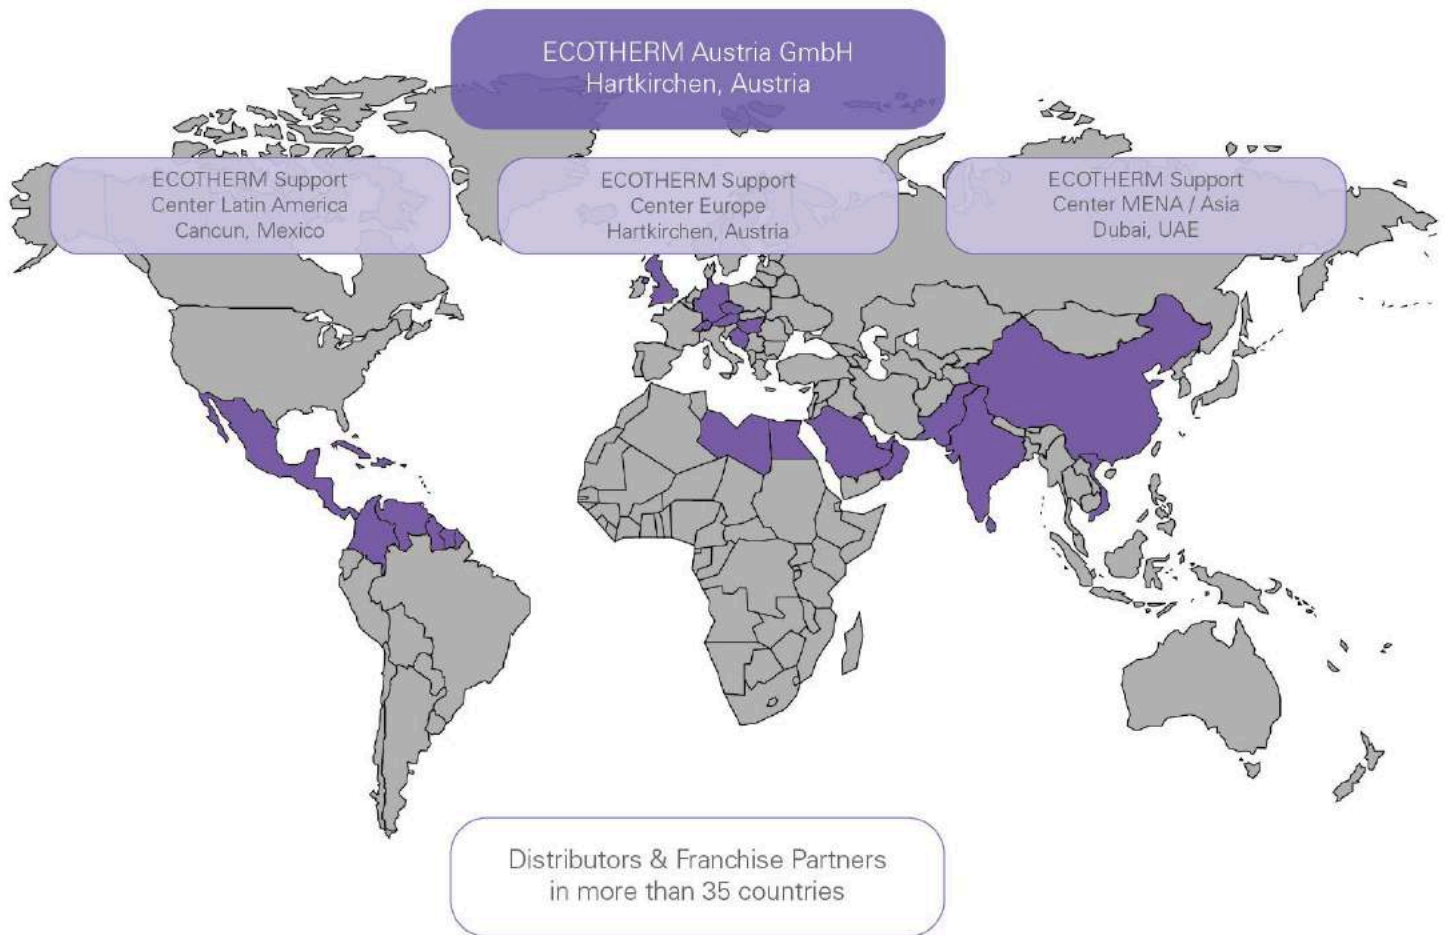 ECOTHERM Austria GmbH
Hartkirchen, Austria
ECOTHERM Support
Center Latin America
Cancun, Mexico
ECOTHERM Support
Center Europe
Hartkirchen, Austria
ECOTHERM Support
Center MENA / Asia
Dubai, UAE
Distributors & Franchise Partners
in more than 35 countries